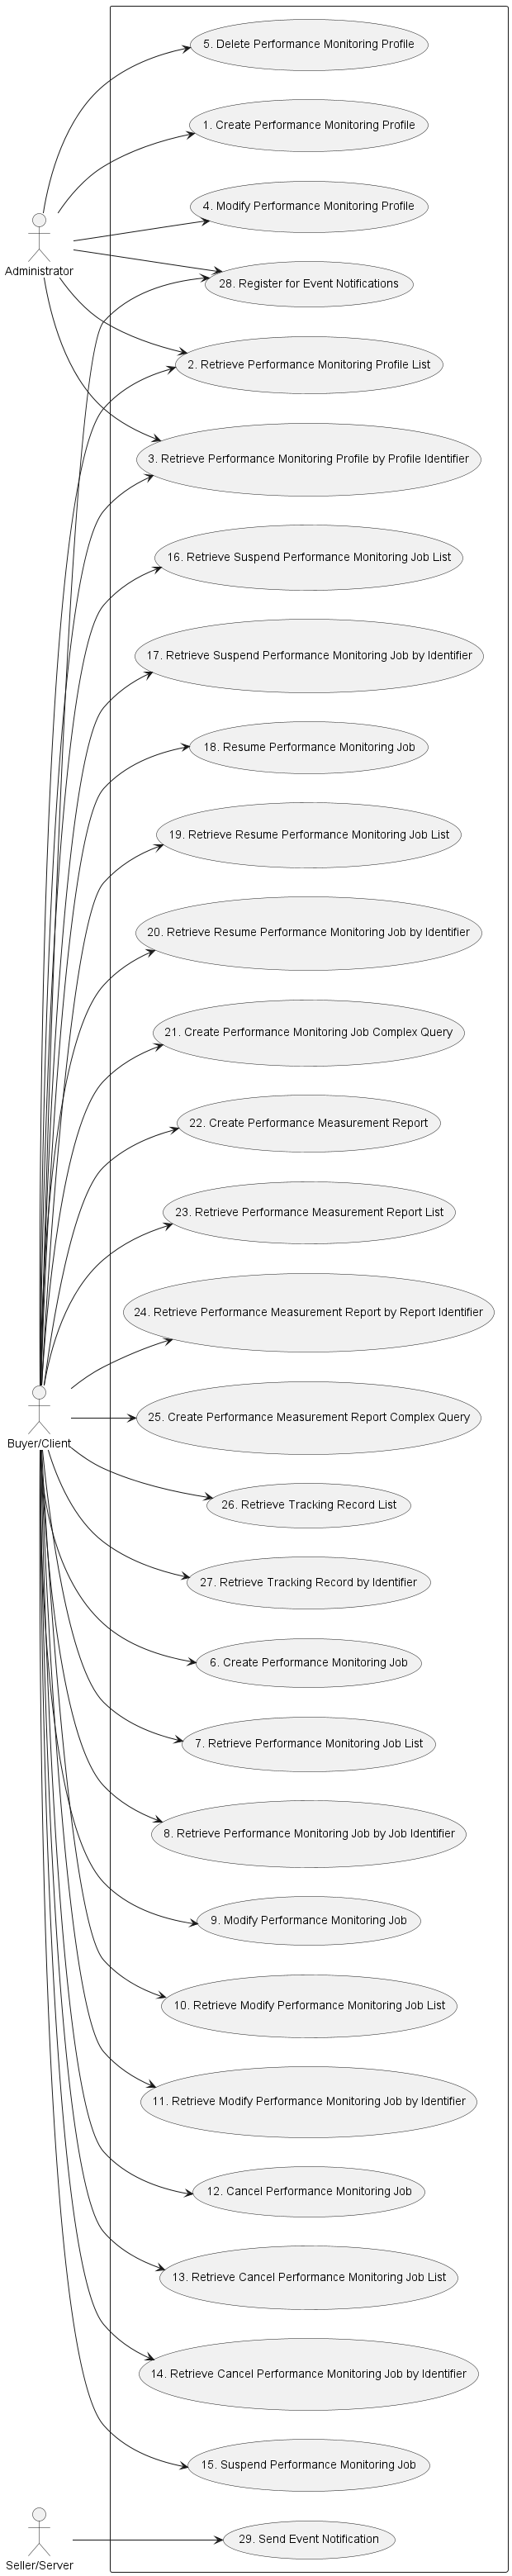 5. Delete Performance Monitoring Profile
1. Create Performance Monitoring Profile
4. Modify Performance Monitoring Profile
Administrator
28. Register for Event Notifications
2. Retrieve Performance Monitoring Profile List
3. Retrieve Performance Monitoring Profile by Profile Identifier
16. Retrieve Suspend Performance Monitoring Job List
17. Retrieve Suspend Performance Monitoring Job by Identifier
18. Resume Performance Monitoring Job
19. Retrieve Resume Performance Monitoring Job List
20. Retrieve Resume Performance Monitoring Job by Identifier
21. Create Performance Monitoring Job Complex Query
22. Create Performance Measurement Report
23. Retrieve Performance Measurement Report List
24. Retrieve Performance Measurement Report by Report Identifier
25. Create Performance Measurement Report Complex Query
Buyer/Client
26. Retrieve Tracking Record List
27. Retrieve Tracking Record by Identifier
6. Create Performance Monitoring Job
7. Retrieve Performance Monitoring Job List
8. Retrieve Performance Monitoring Job by Job Identifier
9. Modify Performance Monitoring Job
10. Retrieve Modify Performance Monitoring Job List
11. Retrieve Modify Performance Monitoring Job by Identifier
12. Cancel Performance Monitoring Job
13. Retrieve Cancel Performance Monitoring Job List
14. Retrieve Cancel Performance Monitoring Job by Identifier
15. Suspend Performance Monitoring Job
29. Send Event Notification
Seller/Server